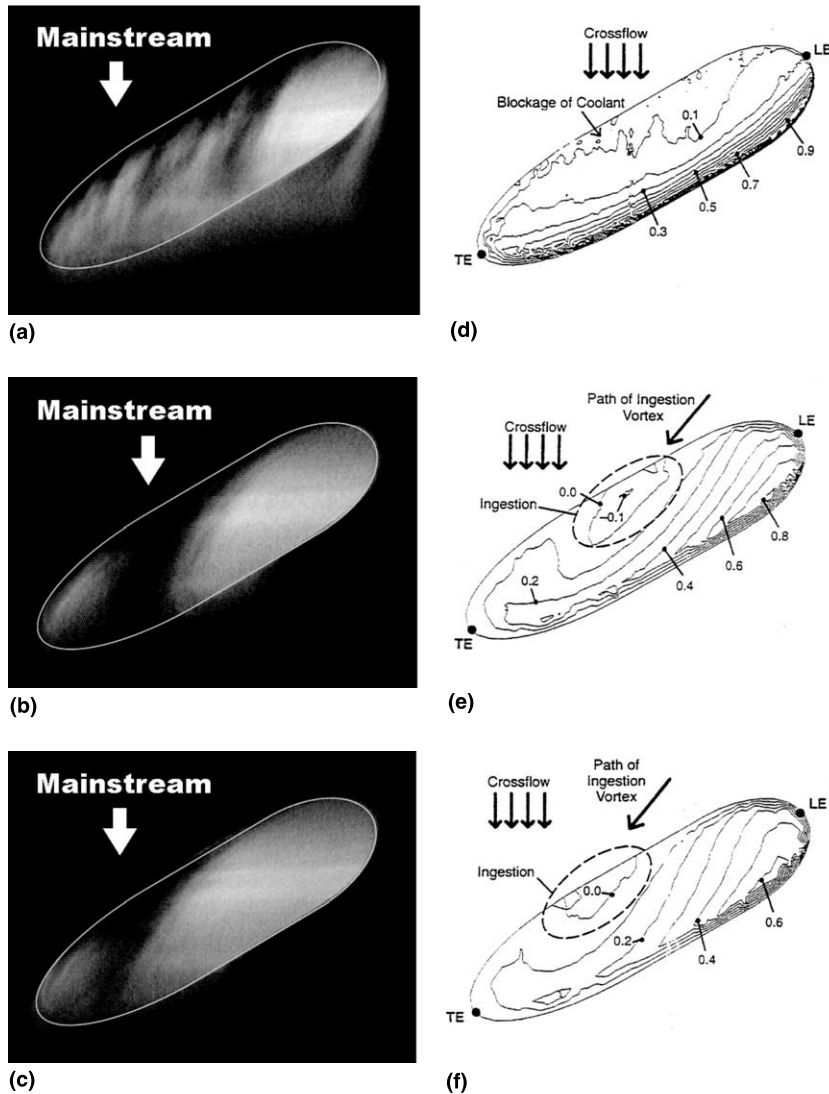 Mainstream
(a)
Crossflow
LE
Blockage of Coolant
0.1
0.9
0.7
0.5
0.3
TE
(d)
Mainstream
(b)
Path of Ingestion
Vortex
Crossflow
LE
0.0
Ingestion
-0.1
0.8
0.6
0.4
0.2
TE
(e)
Mainstream
(c)
Crossflow
Path of
Ingestion
Vortex
LE
Ingestion
0.0
0.6
0.2
0.4
TE
(f)